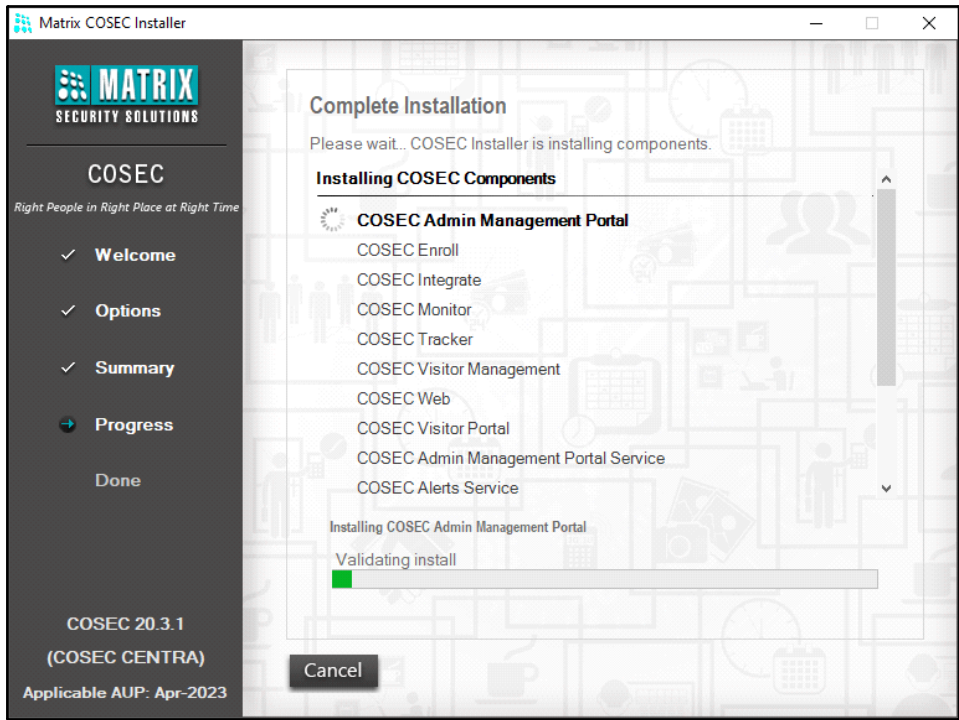 Matrix COSEC Installer
MATRIX
SECURITY SOLUTIONS
COSEC
Right People in Right Place at Right Time
Welcome
Options
Summary
Progress
Done
COSEC 20.3.1
(COSEC CENTRA)
Applicable AUP: Apr-2023
Complete Installation
Please wait.. COSEC Installer is installing components.
Installing COSEC Components
COSEC Admin Management Portal
COSEC Enroll
COSEC Integrate
COSEC Monitor
COSEC Tracker
COSEC Visitor Management
COSEC Web
COSEC Visitor Portal
COSEC Admin Management Portal Service
COSEC Alerts Service
Installing COSEC Admin Management Portal
Validating install
Cancel